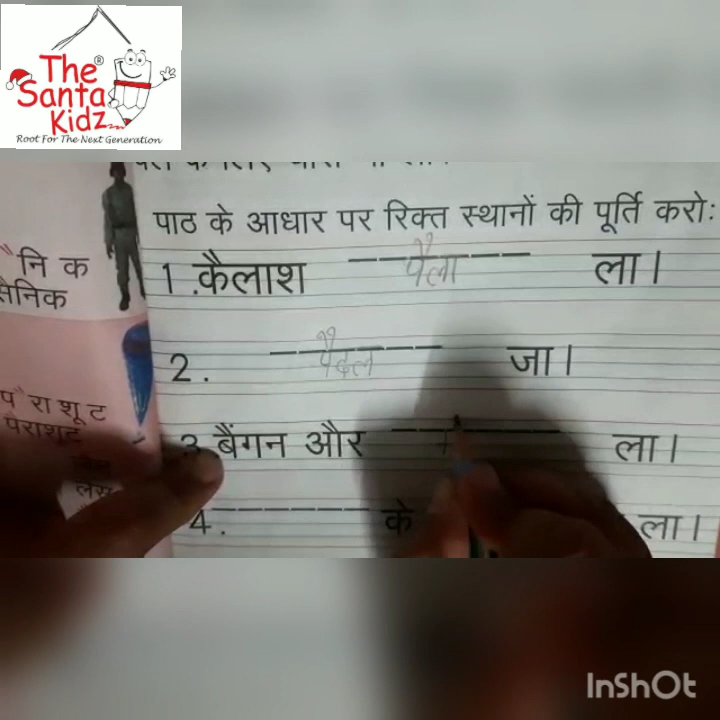 The Santa Kidz
Root For The Next Generation
पाठ के आधार पर रिक्त स्थानों की पूर्ति करो:
नि क
सैनिक
1 . कैलाश थैला ला।
2 . पैदल जा।
पै रा शू ट
पैराशूट
3. बैंगन और ला।
4. के ला।
InShOt